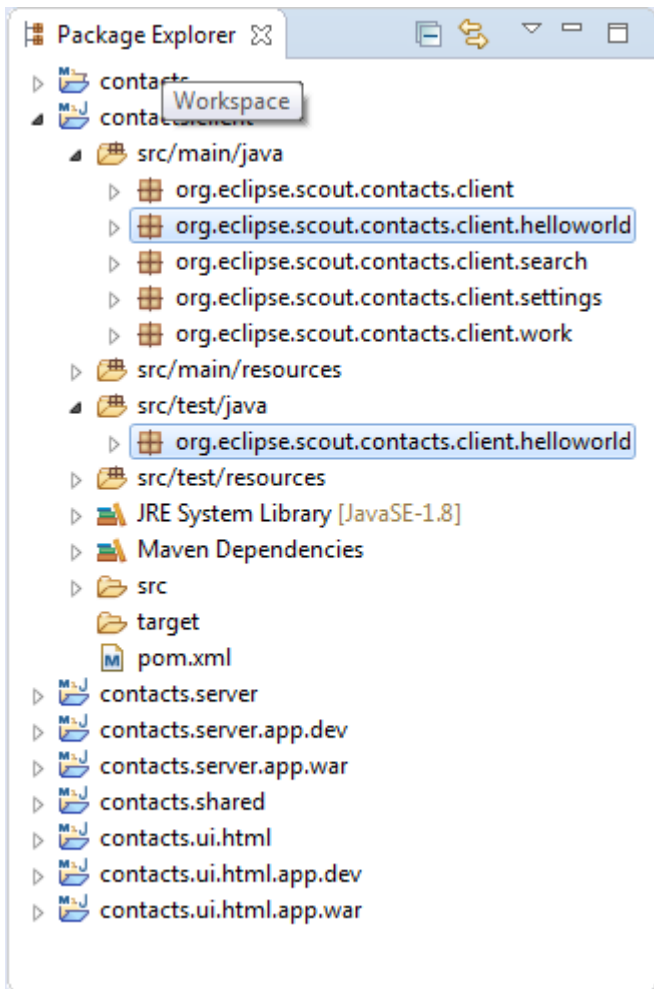 Package Explorer
contacts
Workspace
contacts.client
src/main/java
org.eclipse.scout.contacts.client
org.eclipse.scout.contacts.client.helloworld
org.eclipse.scout.contacts.client.search
org.eclipse.scout.contacts.client.settings
org.eclipse.scout.contacts.client.work
src/main/resources
src/test/java
org.eclipse.scout.contacts.client.helloworld
src/test/resources
JRE System Library [JavaSE-1.8]
Maven Dependencies
src
target
pom.xml
contacts.server
contacts.server.app.dev
contacts.server.app.war
contacts.shared
contacts.ui.html
contacts.ui.html.app.dev
contacts.ui.html.app.war